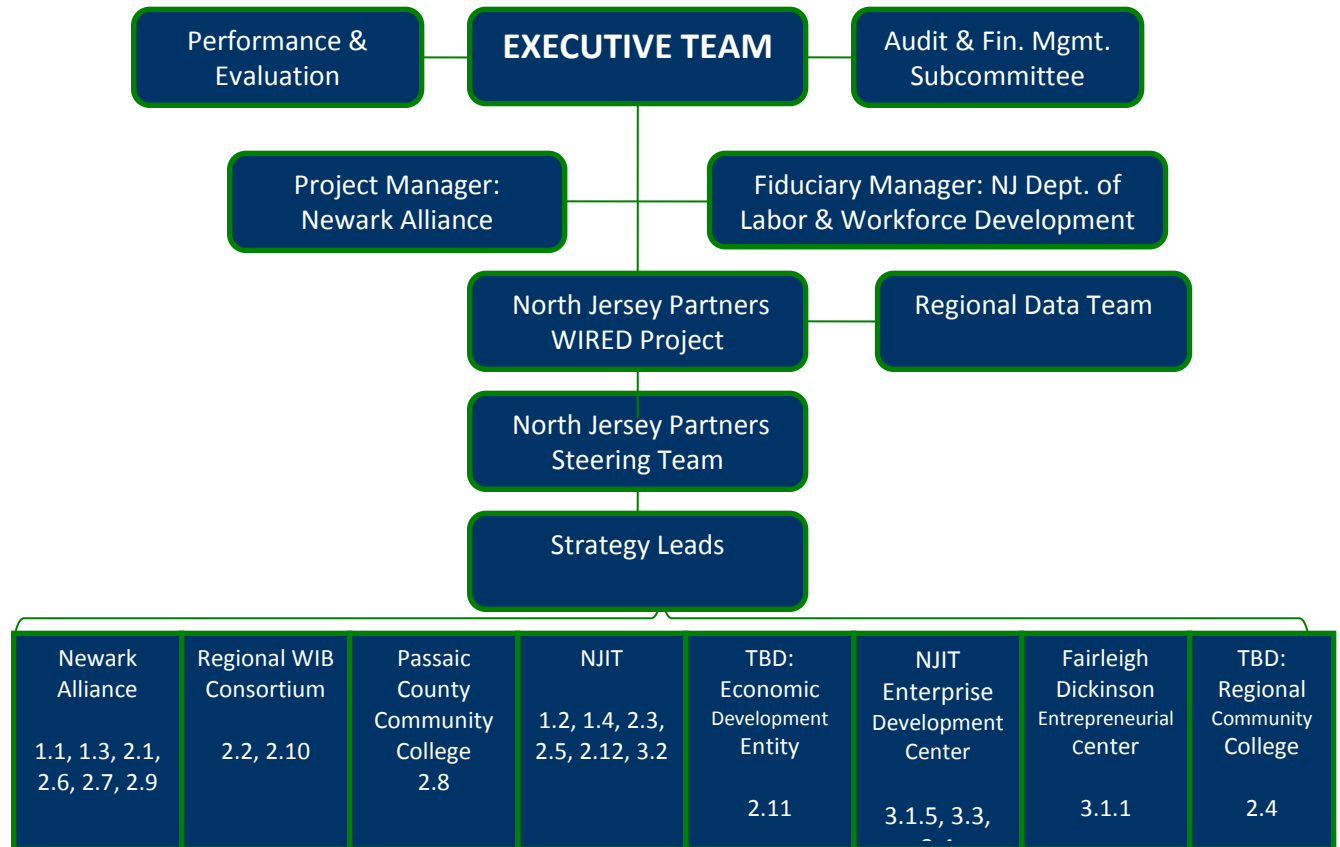 Performance &
Evaluation
EXECUTIVE TEAM
Audit & Fin. Mgmt.
Subcommittee
Project Manager:
Newark Alliance
Fiduciary Manager: NJ Dept. of
Labor & Workforce Development
North Jersey Partners
WIRED Project
Regional Data Team
North Jersey Partners
Steering Team
Strategy Leads
Newark
Alliance
1.1, 1.3, 2.1,
2.6, 2.7, 2.9
Regional WIB
Consortium
2.2, 2.10
Passaic
County
Community
College
2.8
NJIT
1.2, 1.4, 2.3,
2.5, 2.12, 3.2
TBD:
Economic
Development
Entity
2.11
NJIT
Enterprise
Development
Center
3.1.5, 3.3,
Fairleigh
Dickinson
Entrepreneurial
Center
3.1.1
TBD:
Regional
Community
College
2.4